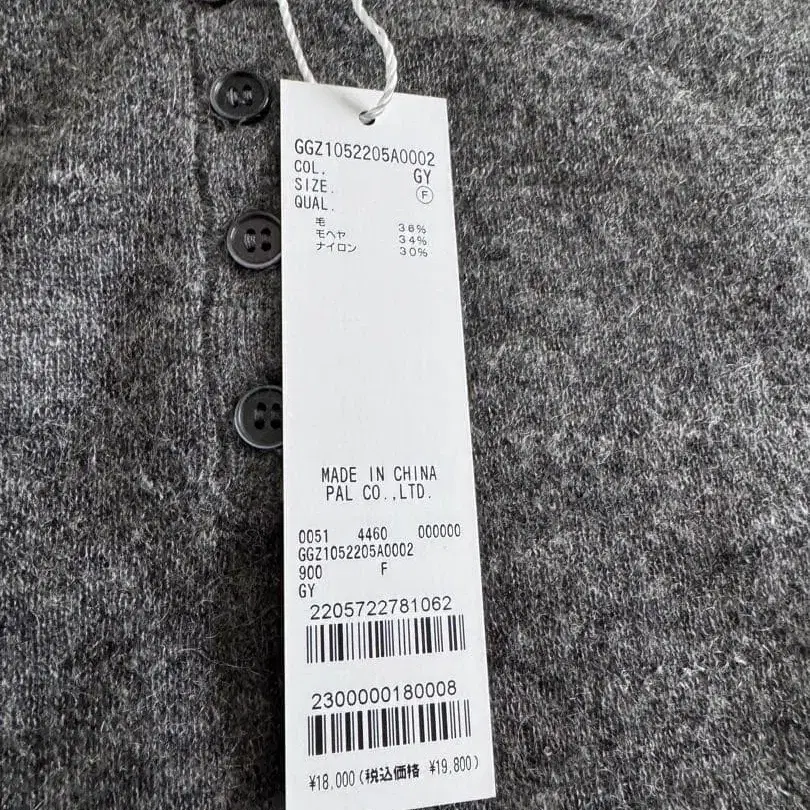 GGZ1052205A0002
COL. GY
SIZE. F
QUAL.
毛 36%
モヘヤ 34%
ナイロン 30%
MADE IN CHINA
PAL CO.,LTD.
0051 4460 000000
GGZ1052205A0002
900 F
GY
2205722781062
2300000180008
¥18,000(税込価格 ¥19,800)